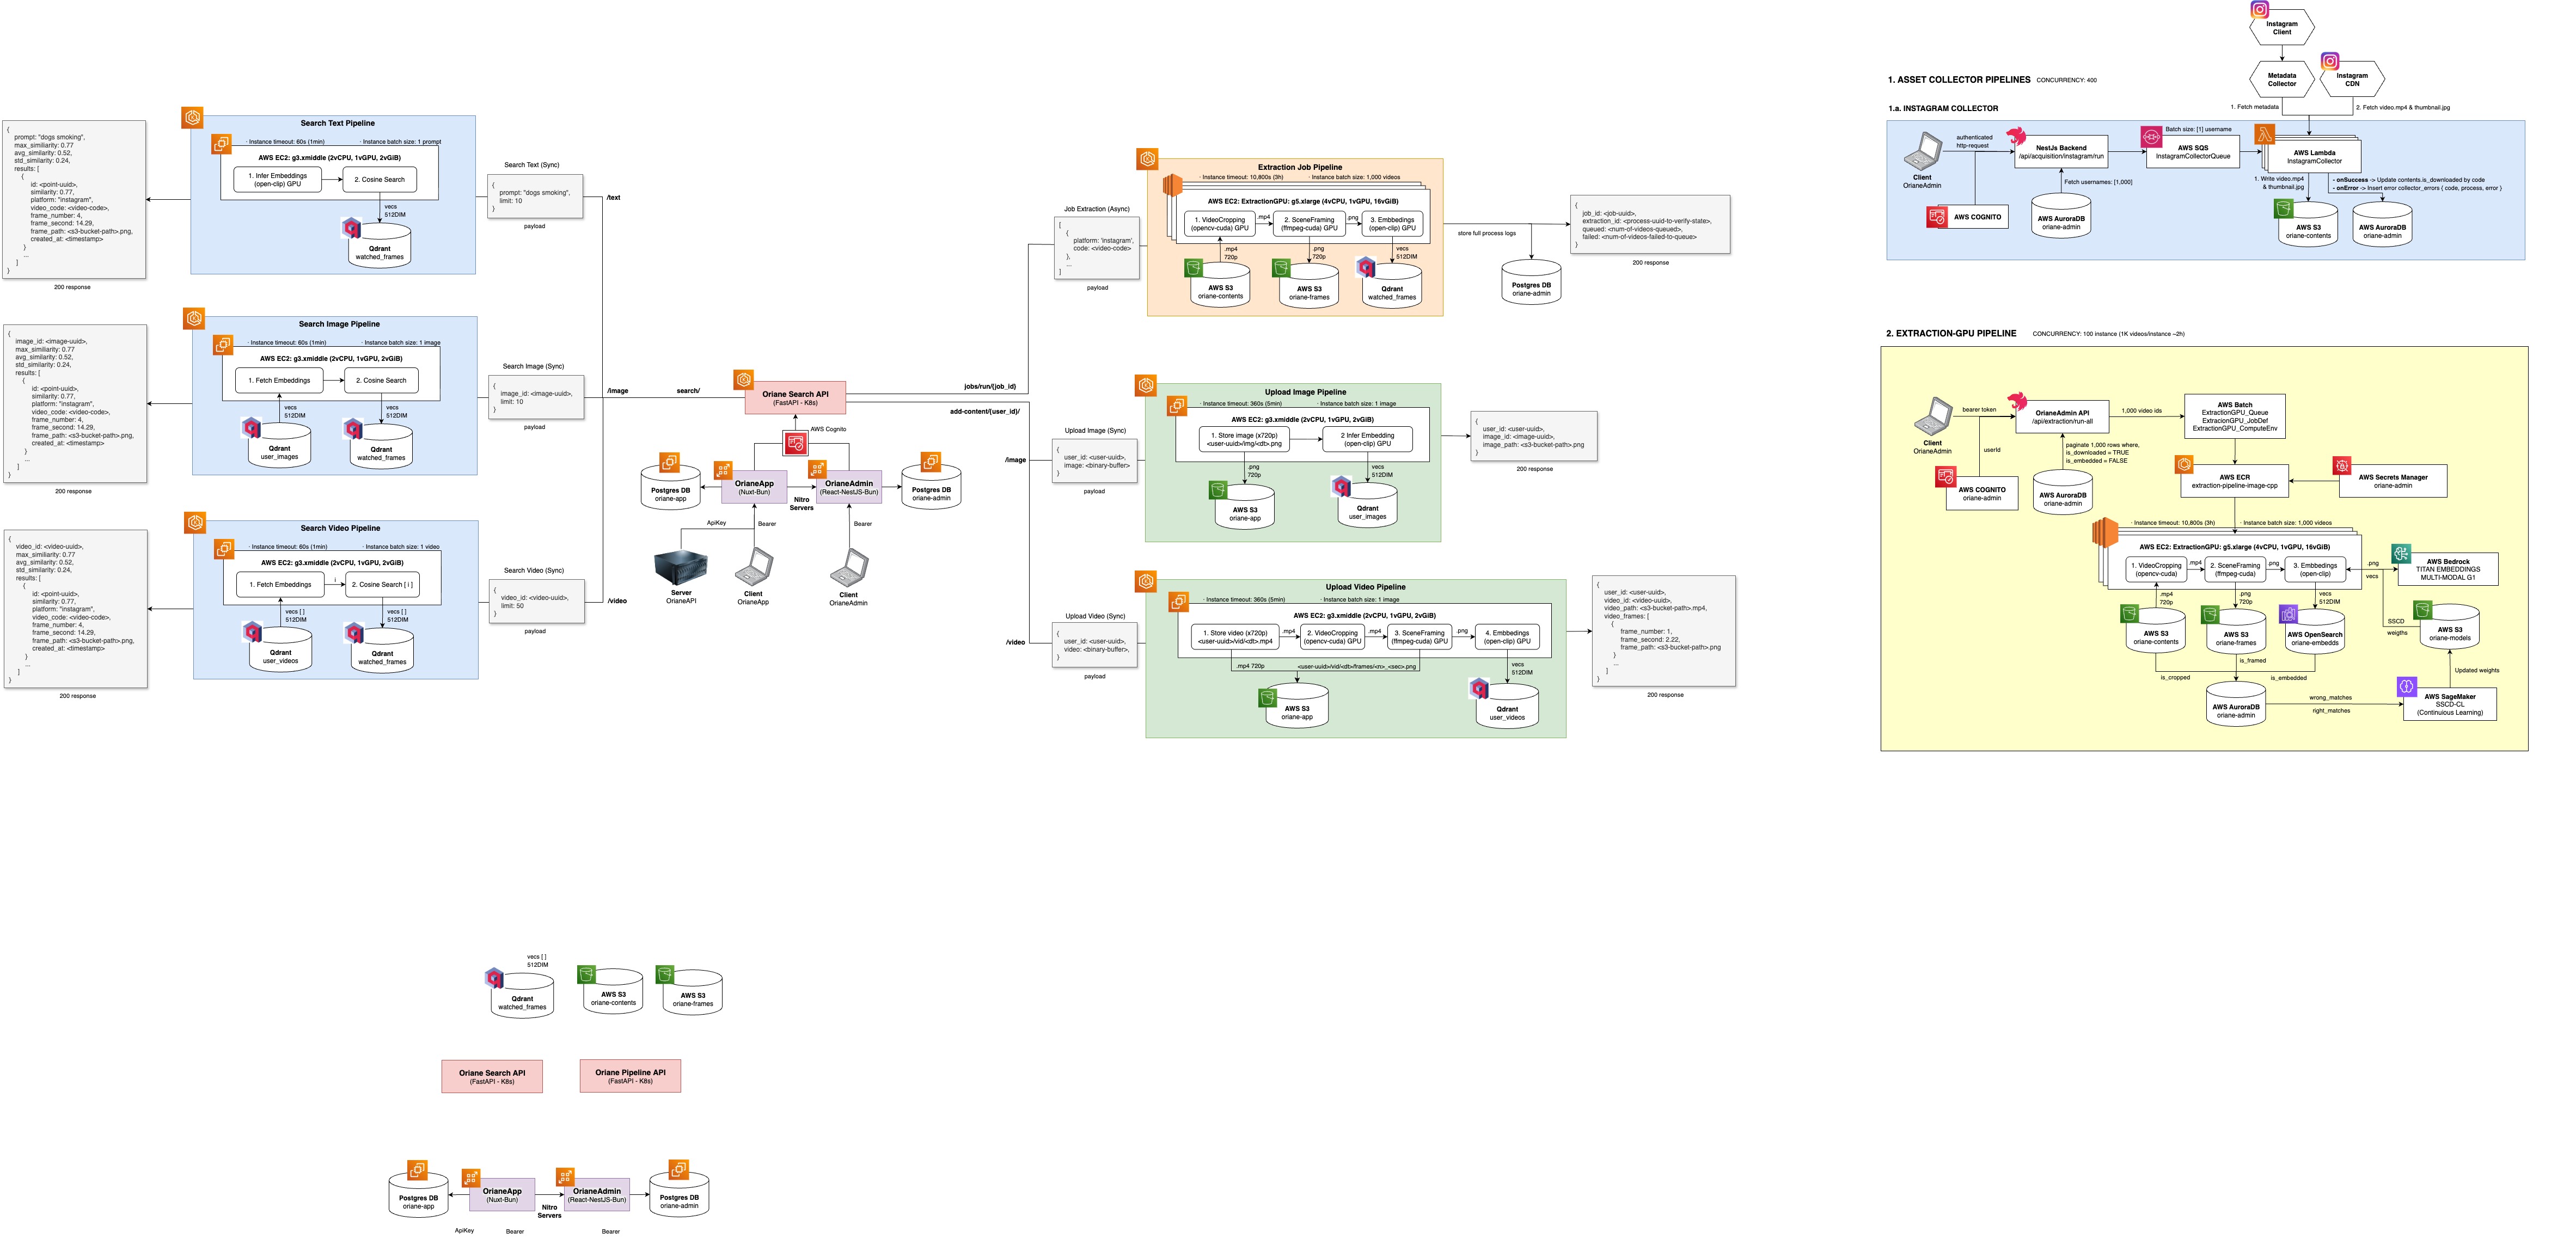 Search Text Pipeline
· Instance timeout: 60s (1min)
· Instance batch size: 1 prompt
AWS EC2: g3.xmiddle (2vCPU, 1vGPU, 2vGiB)
1. Infer Embeddings
(open-clip) GPU
2. Cosine Search
vecs
512DIM
Qdrant
watched_frames
{
prompt: "dogs smoking",
max_similiarity: 0.77
avg_similarity: 0.52,
std_similarity: 0.24,
results: [
{
id: <point-uuid>,
similarity: 0.77,
platform: "instagram",
video_code: <video-code>,
frame_number: 4,
frame_second: 14.29,
frame_path: <s3-bucket-path>.png,
created_at: <timestamp>
}
...
]
}
200 response
Search Text (Sync)
{
prompt: "dogs smoking",
limit: 10
}
payload
/text
Search Image Pipeline
· Instance timeout: 60s (1min)
· Instance batch size: 1 image
AWS EC2: g3.xmiddle (2vCPU, 1vGPU, 2vGiB)
1. Fetch Embeddings
2. Cosine Search
vecs
512DIM
vecs
512DIM
Qdrant
user_images
Qdrant
watched_frames
{
image_id: <image-uuid>,
max_similiarity: 0.77
avg_similarity: 0.52,
std_similarity: 0.24,
results: [
{
id: <point-uuid>,
similarity: 0.77,
platform: "instagram",
video_code: <video-code>,
frame_number: 4,
frame_second: 14.29,
frame_path: <s3-bucket-path>.png,
created_at: <timestamp>
}
...
]
}
200 response
Search Image (Sync)
{
image_id: <image-uuid>,
limit: 10
}
payload
/image
search/
Search Video Pipeline
· Instance timeout: 60s (1min)
· Instance batch size: 1 video
AWS EC2: g3.xmiddle (2vCPU, 1vGPU, 2vGiB)
1. Fetch Embeddings
i
2. Cosine Search [ i ]
vecs [ ]
512DIM
vecs [ ]
512DIM
Qdrant
user_videos
Qdrant
watched_frames
{
video_id: <video-uuid>,
max_similiarity: 0.77
avg_similarity: 0.52,
std_similarity: 0.24,
results: [
{
id: <point-uuid>,
similarity: 0.77,
platform: "instagram",
video_code: <video-code>,
frame_number: 4,
frame_second: 14.29,
frame_path: <s3-bucket-path>.png,
created_at: <timestamp>
}
...
]
}
200 response
Search Video (Sync)
{
video_id: <video-uuid>,
limit: 50
}
payload
/video
Oriane Search API
(FastAPI - K8s)
AWS Cognito
Postgres DB
oriane-app
OrianeApp
(Nuxt-Bun)
Nitro
Servers
OrianeAdmin
(React-NestJS-Bun)
Postgres DB
oriane-admin
ApiKey
Bearer
Bearer
Server
OrianeAPI
Client
OrianeApp
Client
OrianeAdmin
jobs/run/{job_id}
add-content/{user_id}/
Job Extraction (Async)
[
{
platform: 'instagram',
code: <video-code>
},
...
]
payload
Extraction Job Pipeline
· Instance timeout: 10,800s (3h)
· Instance batch size: 1,000 videos
AWS EC2: ExtractionGPU: g5.xlarge (4vCPU, 1vGPU, 16vGiB)
1. VideoCropping
(opencv-cuda) GPU
.mp4
2. SceneFraming
(ffmpeg-cuda) GPU
.png
3. Embbedings
(open-clip) GPU
.mp4
720p
.png
720p
vecs
512DIM
AWS S3
oriane-contents
AWS S3
oriane-frames
Qdrant
watched_frames
store full process logs
Postgres DB
oriane-admin
{
job_id: <job-uuid>,
extraction_id: <process-uuid-to-verify-state>,
queued: <num-of-videos-queued>,
failed: <num-of-videos-failed-to-queue>
}
200 response
/image
Upload Image (Sync)
{
user_id: <user-uuid>,
image: <binary-buffer>
}
payload
Upload Image Pipeline
· Instance timeout: 360s (5min)
· Instance batch size: 1 image
AWS EC2: g3.xmiddle (2vCPU, 1vGPU, 2vGiB)
1. Store image (x720p)
<user-uuid>/img/<dt>.png
2 Infer Embedding
(open-clip) GPU
.png
720p
vecs
512DIM
AWS S3
oriane-app
Qdrant
user_images
{
user_id: <user-uuid>,
image_id: <image-uuid>,
image_path: <s3-bucket-path>.png
}
200 response
/video
Upload Video (Sync)
{
user_id: <user-uuid>,
video: <binary-buffer>,
}
payload
Upload Video Pipeline
· Instance timeout: 360s (5min)
· Instance batch size: 1 image
AWS EC2: g3.xmiddle (2vCPU, 1vGPU, 2vGiB)
1. Store video (x720p)
<user-uuid>/vid/<dt>.mp4
.mp4
2. VideoCropping
(opencv-cuda) GPU
.mp4
3. SceneFraming
(ffmpeg-cuda) GPU
.png
4. Embbedings
(open-clip) GPU
.mp4 720p
<user-uuid>/vid/<dt>/frames/<n>_<sec>.png
vecs
512DIM
AWS S3
oriane-app
Qdrant
user_videos
{
user_id: <user-uuid>,
video_id: <video-uuid>,
video_path: <s3-bucket-path>.mp4,
video_frames: [
{
frame_number: 1,
frame_second: 2.22,
frame_path: <s3-bucket-path>.png
}
...
]
}
200 response
Instagram
Client
Metadata
Collector
Instagram
CDN
1. Fetch metadata
2. Fetch video.mp4 & thumbnail.jpg
1. ASSET COLLECTOR PIPELINES
CONCURRENCY: 400
1.a. INSTAGRAM COLLECTOR
Client
OrianeAdmin
authenticated
http-request
AWS COGNITO
NestJs Backend
/api/acquisition/instagram/run
Fetch usernames: [1,000]
AWS AuroraDB
oriane-admin
Batch size: [1] username
AWS SQS
InstagramCollectorQueue
AWS Lambda
InstagramCollector
1. Write video.mp4
& thumbnail.jpg
- onSuccess -> Update contents.is_downloaded by code
- onError -> Insert error collector_errors { code, process, error }
AWS S3
oriane-contents
AWS AuroraDB
oriane-admin
2. EXTRACTION-GPU PIPELINE
CONCURRENCY: 100 instance (1K videos/instance ~2h)
Client
OrianeAdmin
bearer token
userId
AWS COGNITO
oriane-admin
OrianeAdmin API
/api/extraction/run-all
paginate 1,000 rows where,
is_downloaded = TRUE
is_embedded = FALSE
AWS AuroraDB
oriane-admin
1,000 video ids
AWS Batch
ExtractionGPU_Queue
ExtracionGPU_JobDef
ExtractionGPU_ComputeEnv
AWS ECR
extraction-pipeline-image-cpp
AWS Secrets Manager
oriane-admin
· Instance timeout: 10,800s (3h)
· Instance batch size: 1,000 videos
AWS EC2: ExtractionGPU: g5.xlarge (4vCPU, 1vGPU, 16vGiB)
1. VideoCropping
(opencv-cuda)
.mp4
2. SceneFraming
(ffmpeg-cuda)
.png
3. Embbedings
(open-clip)
.png
vecs
AWS Bedrock
TITAN EMBEDDINGS
MULTI-MODAL G1
.mp4
720p
.png
720p
vecs
512DIM
AWS S3
oriane-contents
AWS S3
oriane-frames
AWS OpenSearch
oriane-embedds
SSCD
weigths
AWS S3
oriane-models
is_cropped
is_framed
is_embedded
Updated weights
AWS AuroraDB
oriane-admin
wrong_matches
right_matches
AWS SageMaker
SSCD-CL
(Continuious Learning)
vecs [ ]
512DIM
Qdrant
watched_frames
AWS S3
oriane-contents
AWS S3
oriane-frames
Oriane Search API
(FastAPI - K8s)
Oriane Pipeline API
(FastAPI - K8s)
Postgres DB
oriane-app
OrianeApp
(Nuxt-Bun)
Nitro
Servers
OrianeAdmin
(React-NestJS-Bun)
Postgres DB
oriane-admin
ApiKey
Bearer
Bearer